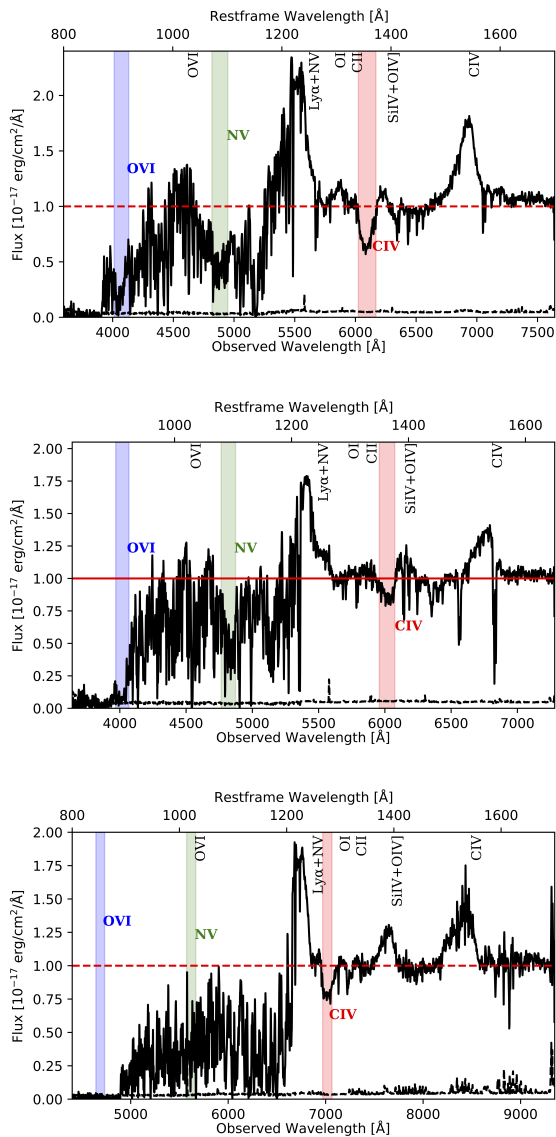 Restframe Wavelength [Å]
800 1000 1200 1400 1600
OVI Lyα+NV OI CII SiIV+OIV] CIV
OVI NV CIV
Flux [10⁻¹⁷ erg/cm²/Å]
2.0
1.5
1.0
0.5
0.0
4000 4500 5000 5500 6000 6500 7000 7500
Observed Wavelength [Å]
Restframe Wavelength [Å]
1000 1200 1400 1600
OVI Lyα+NV OI CII SiIV+OIV] CIV
OVI NV CIV
Flux [10⁻¹⁷ erg/cm²/Å]
2.00
1.75
1.50
1.25
1.00
0.75
0.50
0.25
0.00
4000 4500 5000 5500 6000 6500 7000
Observed Wavelength [Å]
Restframe Wavelength [Å]
800 1000 1200 1400 1600
OVI Lyα+NV OI CII SiIV+OIV] CIV
OVI NV CIV
Flux [10⁻¹⁷ erg/cm²/Å]
2.00
1.75
1.50
1.25
1.00
0.75
0.50
0.25
0.00
5000 6000 7000 8000 9000
Observed Wavelength [Å]